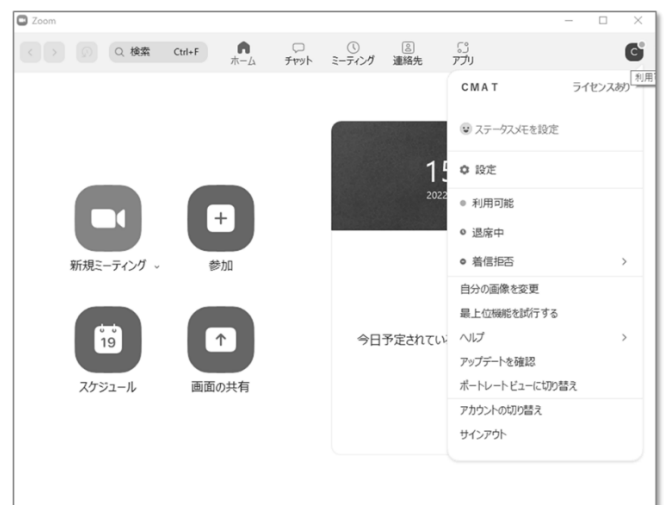 Zoom
検索 Ctrl+F
ホーム
チャット
ミーティング
連絡先
アプリ
C
利用
CMAT ライセンスあり
ステータスメモを設定
設定
利用可能
退席中
着信拒否
自分の画像を変更
最上位機能を試行する
ヘルプ
アップデートを確認
ポートレートビューに切り替え
アカウントの切り替え
サインアウト
15
2022
今日予定されてい
新規ミーティング
参加
19
スケジュール
画面の共有